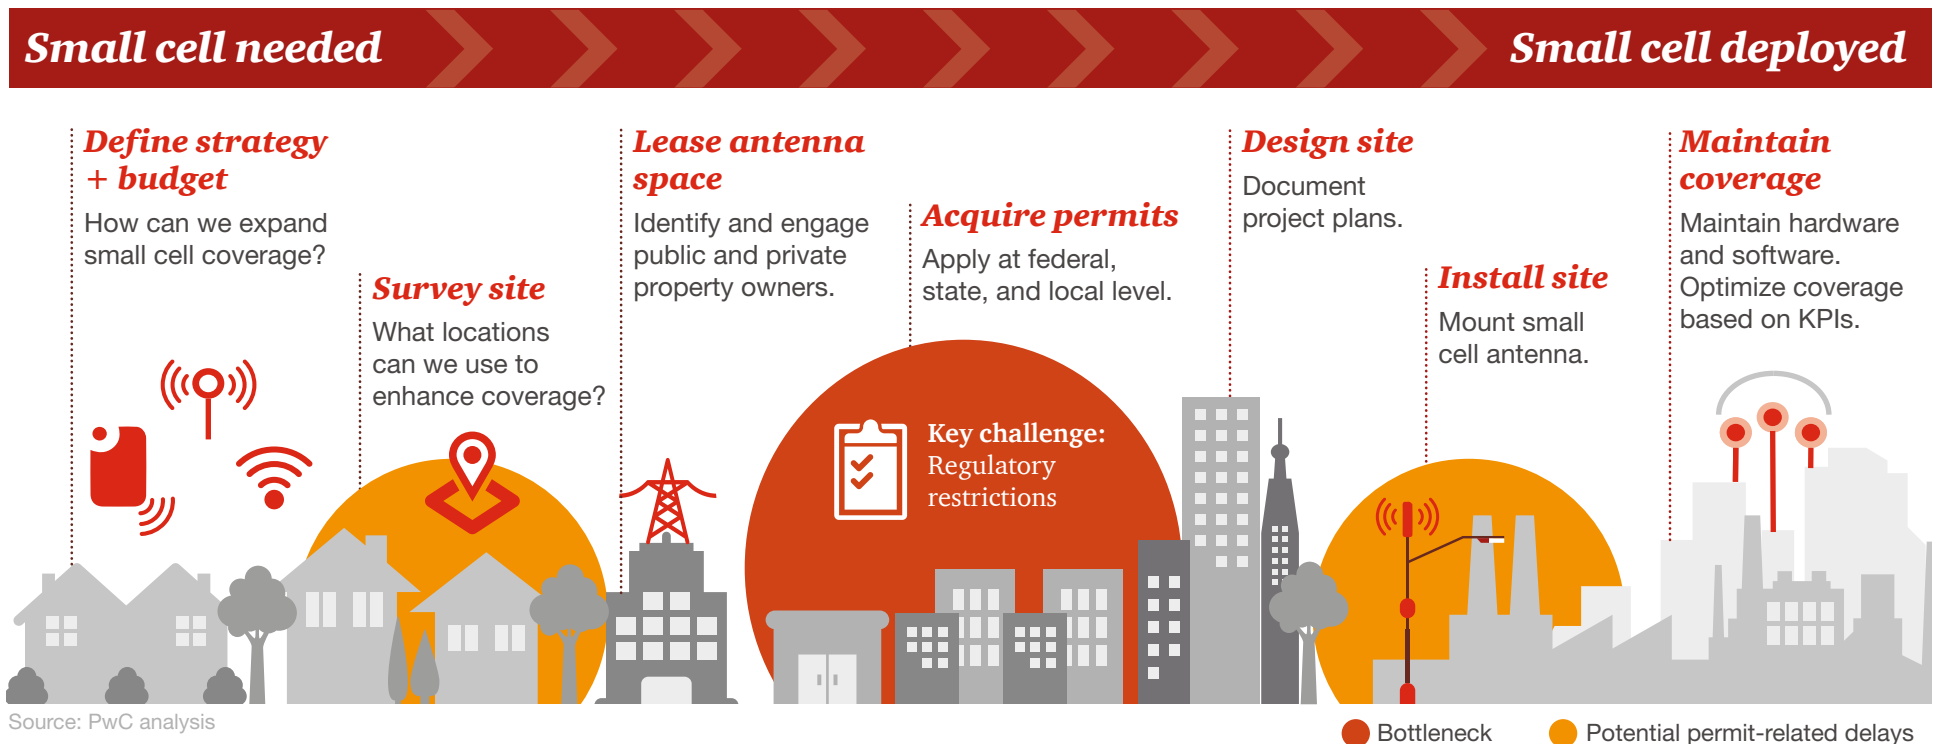 Small cell needed
Small cell deployed
Define strategy
+ budget
How can we expand
small cell coverage?
Survey site
What locations
can we use to
enhance coverage?
Lease antenna
space
Identify and engage
public and private
property owners.
Acquire permits
Apply at federal,
state, and local level.
Key challenge:
Regulatory
restrictions
Design site
Document
project plans.
Install site
Mount small
cell antenna.
Maintain
coverage
Maintain hardware
and software.
Optimize coverage
based on KPIs.
Source: PwC analysis
Bottleneck
Potential permit-related delays